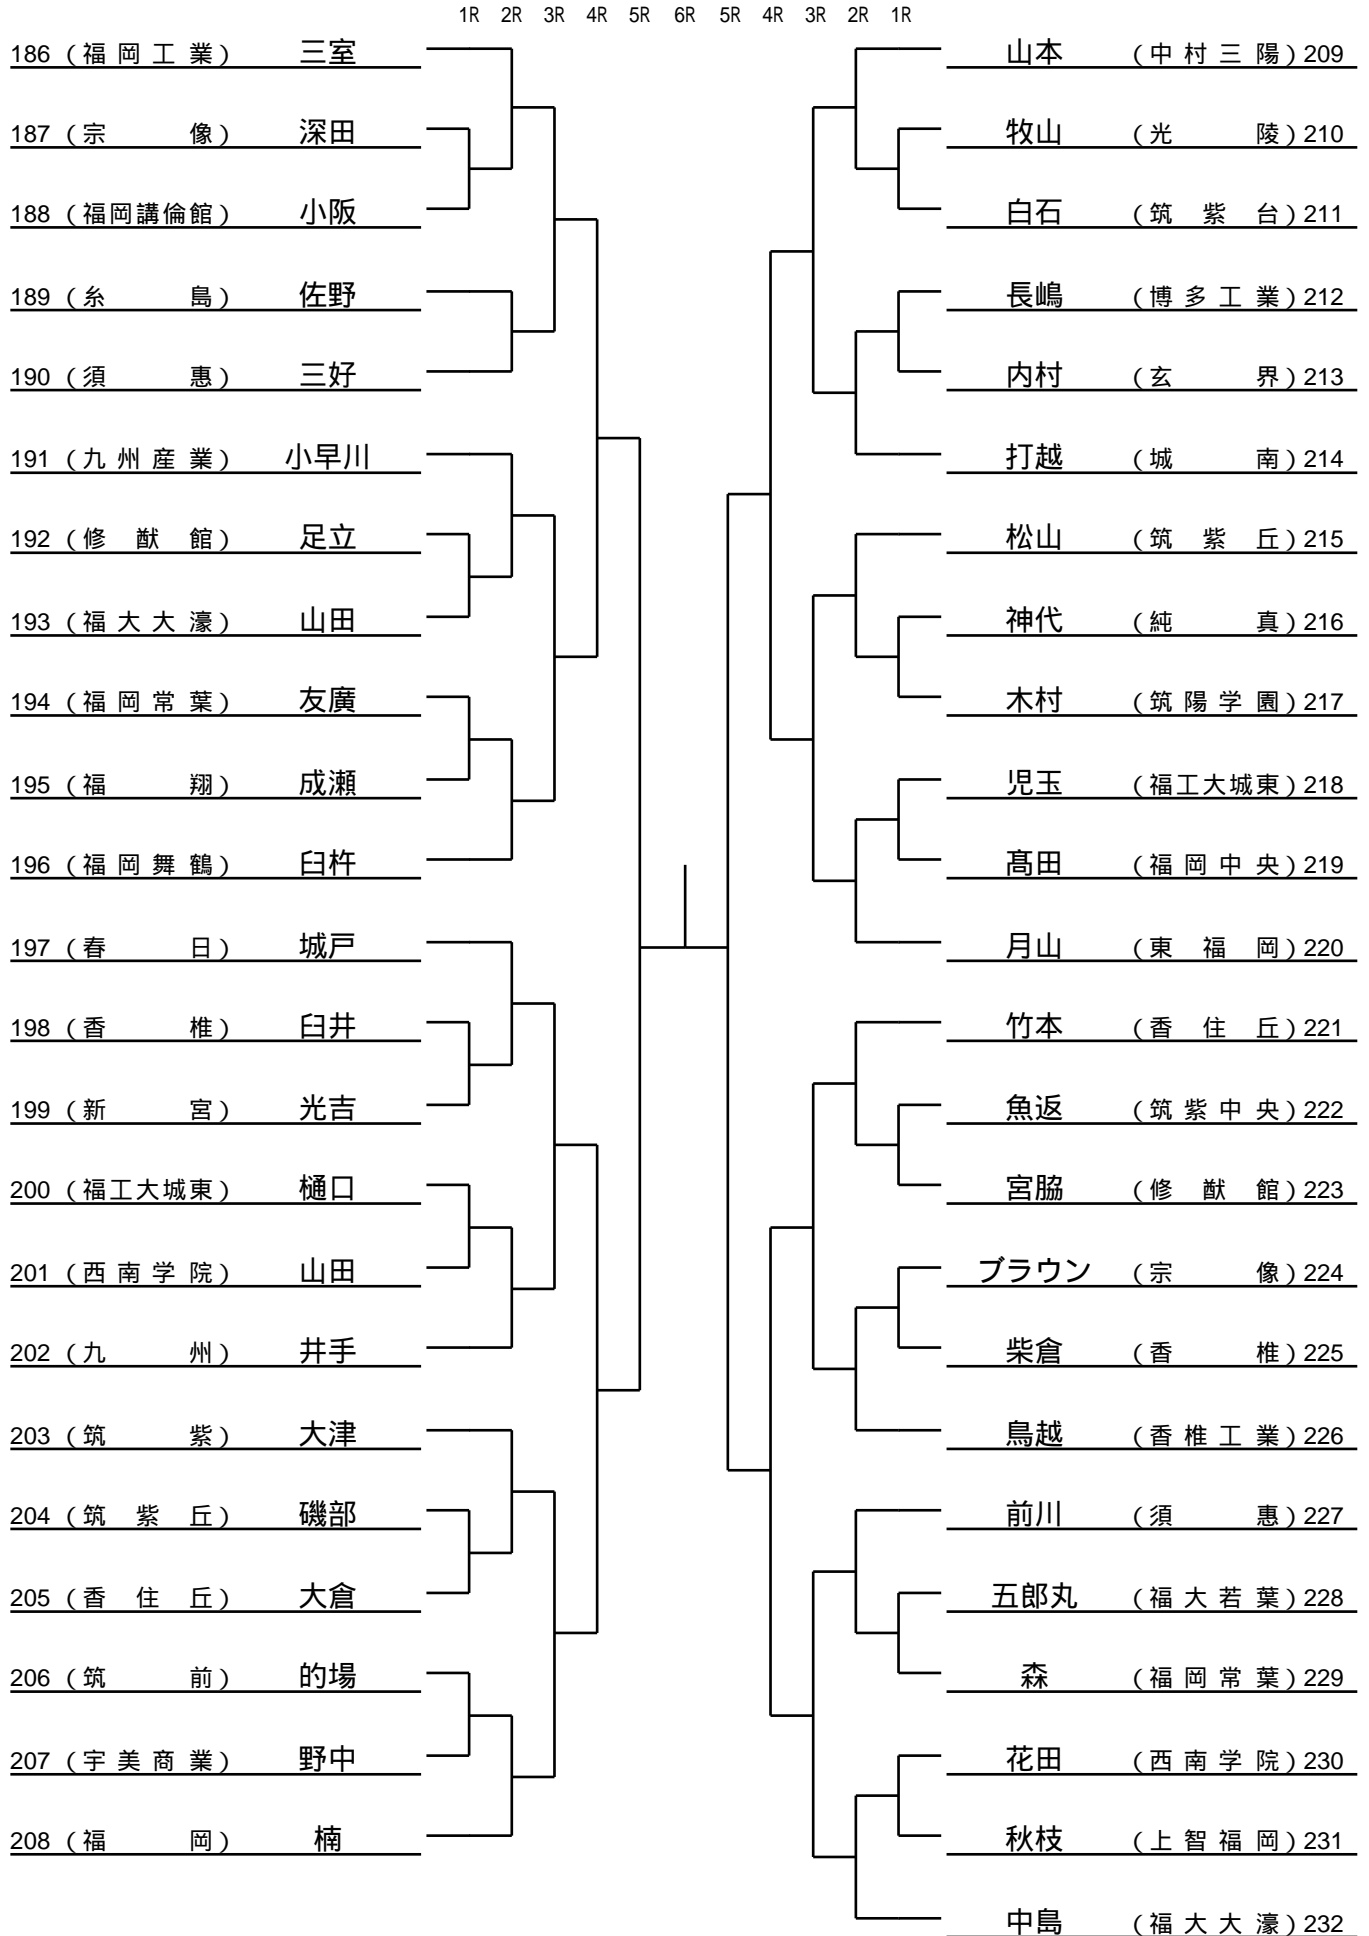 1R 2R 3R 4R 5R 6R 5R 4R 3R 2R 1R
186 (福岡工業) 三室
187 (宗像) 深田
188 (福岡講倫館) 小阪
189 (糸島) 佐野
190 (須惠) 三好
191 (九州産業) 小早川
192 (修猷館) 足立
193 (福大大濠) 山田
194 (福岡常葉) 友廣
195 (福翔) 成瀬
196 (福岡舞鶴) 臼杵
197 (春日) 城戸
198 (香椎) 臼井
199 (新宮) 光吉
200 (福工大城東) 樋口
201 (西南学院) 山田
202 (九州) 井手
203 (筑紫) 大津
204 (筑紫丘) 磯部
205 (香住丘) 大倉
206 (筑前) 的場
207 (宇美商業) 野中
208 (福岡) 楠
山本 (中村三陽) 209
牧山 (光陵) 210
白石 (筑紫台) 211
長嶋 (博多工業) 212
内村 (玄界) 213
打越 (城南) 214
松山 (筑紫丘) 215
神代 (純真) 216
木村 (筑陽学園) 217
児玉 (福工大城東) 218
髙田 (福岡中央) 219
月山 (東福岡) 220
竹本 (香住丘) 221
魚返 (筑紫中央) 222
宮脇 (修猷館) 223
ブラウン (宗像) 224
柴倉 (香椎) 225
鳥越 (香椎工業) 226
前川 (須惠) 227
五郎丸 (福大若葉) 228
森 (福岡常葉) 229
花田 (西南学院) 230
秋枝 (上智福岡) 231
中島 (福大大濠) 232